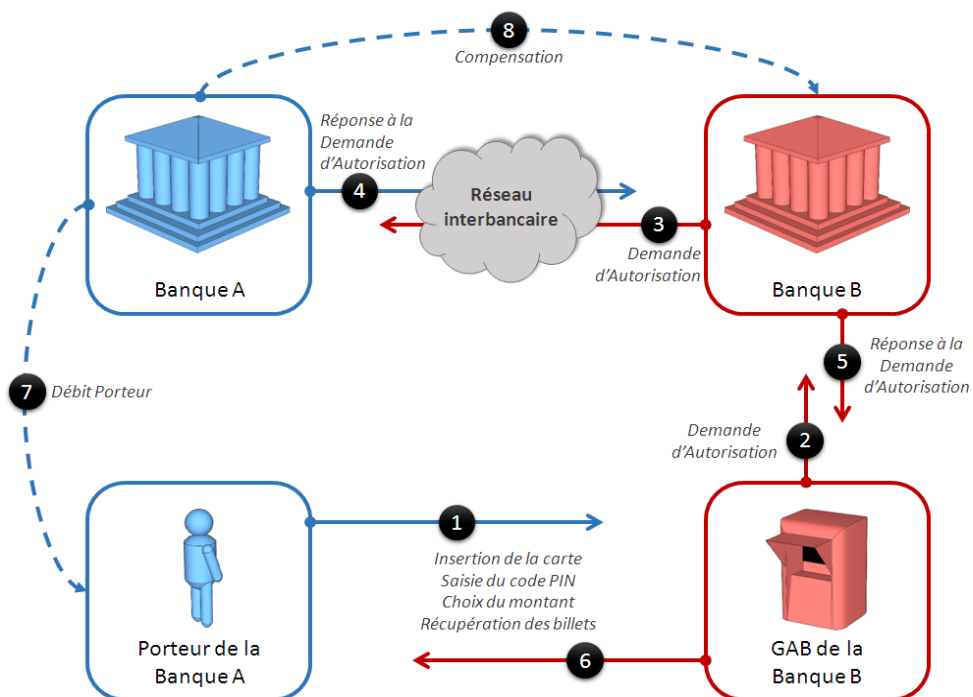 8
Compensation
Réponse à la
Demande
d'Autorisation
4
Réseau
interbancaire
3
Demande
d'Autorisation
Banque A
Banque B
5
Réponse à la
Demande
d'Autorisation
7
Débit Porteur
Demande
d'Autorisation
2
1
Insertion de la carte
Saisie du code PIN
Choix du montant
Récupération des billets
6
Porteur de la
Banque A
GAB de la
Banque B